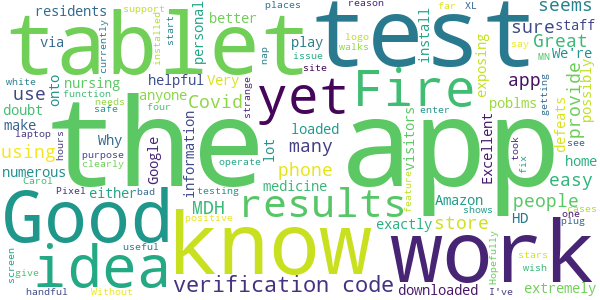 residents via personal play seems sure staff
tablet test
support installed places start currently better XL reason say far We're
logo walks Great MN issue
nursing onto nap install exposing site
Very helpful strange app
use anyone Covid yet Fire provide possibly
doubt four white hours
make laptop function needs safe the app defeats
Why Google information loaded lot many poblms
using phone Excellent visitors getting enter see
numerous clearly purpose operate medicine feature took fix home
Carol Pixel either bad MDH results exactly Amazon people easy
Good know store HD shows cases one
idea testing positive useful work plug
screen give verification code downloaded Hopefully stars wish
handful Without I've extremely